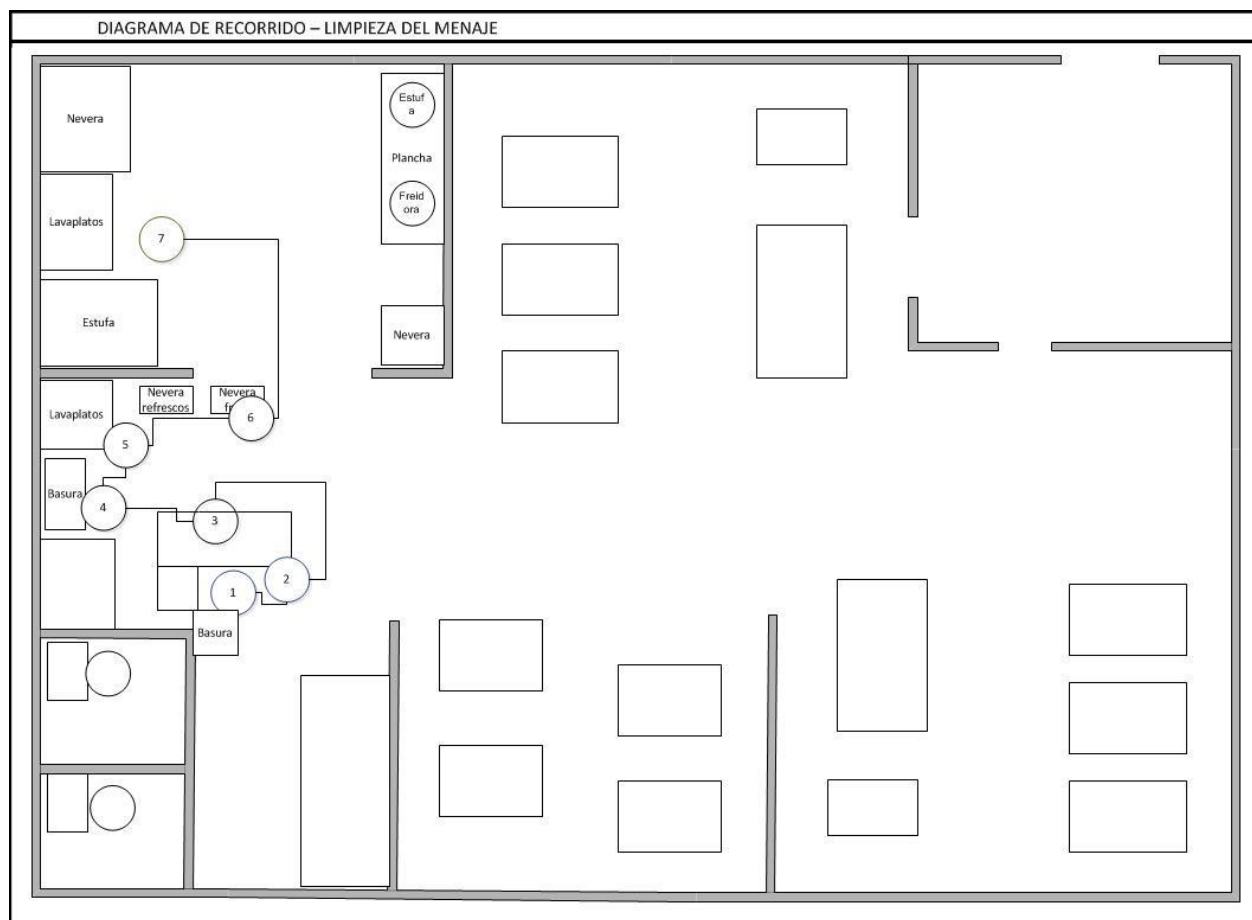 DIAGRAMA DE RECORRIDO – LIMPIEZA DEL MENAJE
Nevera
Estuf
a
Plancha
Freid
ora
Lavaplatos
7
Estufa
Nevera
Nevera
refrescos
Nevera
Lavaplatos
6
5
Basura
4
3
2
1
Basura